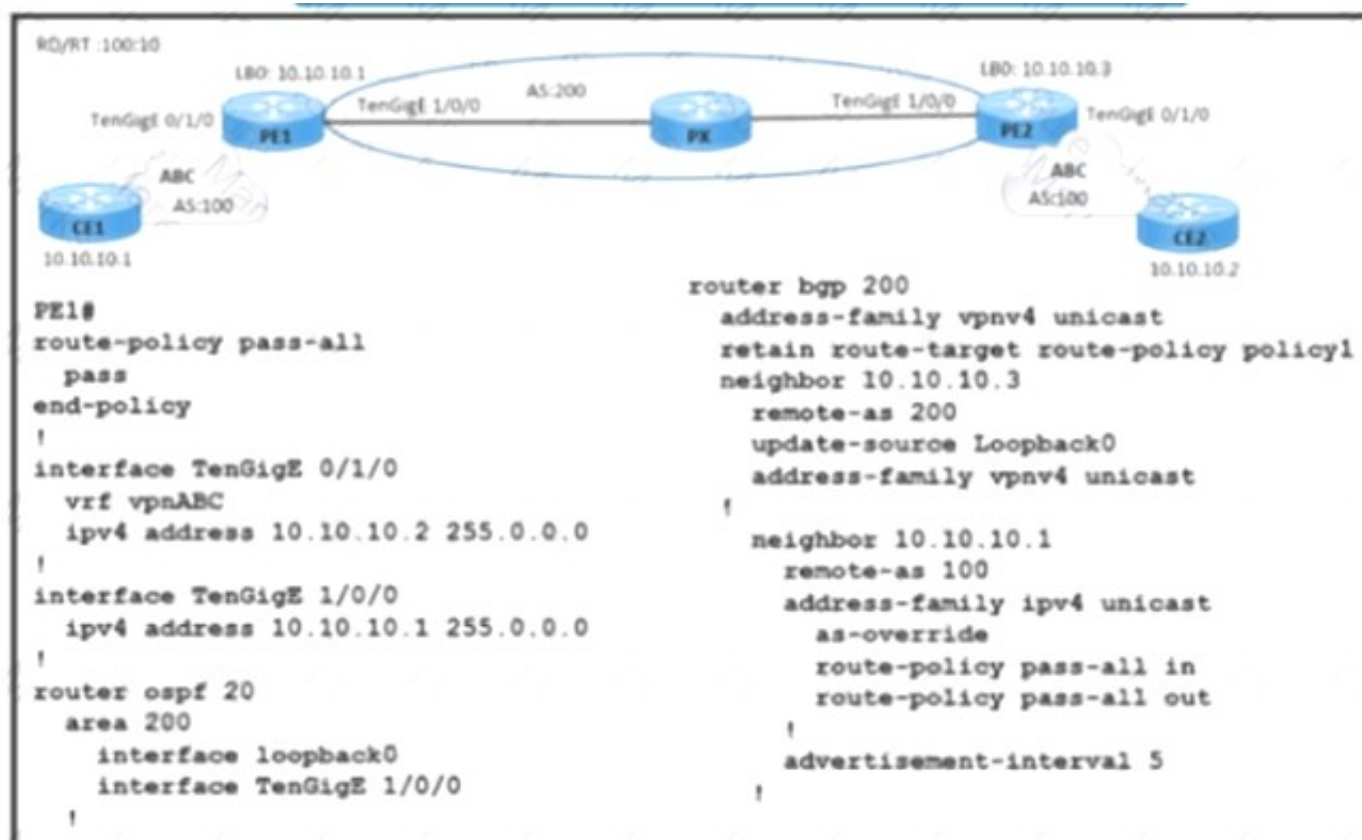 RD/RT :100:10
LB0: 10.10.10.1
LB0: 10.10.10.3
AS:200
TenGigE 1/0/0
TenGigE 1/0/0
TenGigE 0/1/0
TenGigE 0/1/0
PE1
PX
PE2
ABC
AS:100
ABC
AS:100
CE1
CE2
10.10.10.1
10.10.10.2
PE1#
route-policy pass-all
pass
end-policy
!
interface TenGigE 0/1/0
vrf vpnABC
ipv4 address 10.10.10.2 255.0.0.0
!
interface TenGigE 1/0/0
ipv4 address 10.10.10.1 255.0.0.0
!
router ospf 20
area 200
interface loopback0
interface TenGigE 1/0/0
!
router bgp 200
address-family vpnv4 unicast
retain route-target route-policy policy1
neighbor 10.10.10.3
remote-as 200
update-source Loopback0
address-family vpnv4 unicast
!
neighbor 10.10.10.1
remote-as 100
address-family ipv4 unicast
as-override
route-policy pass-all in
route-policy pass-all out
!
advertisement-interval 5
!